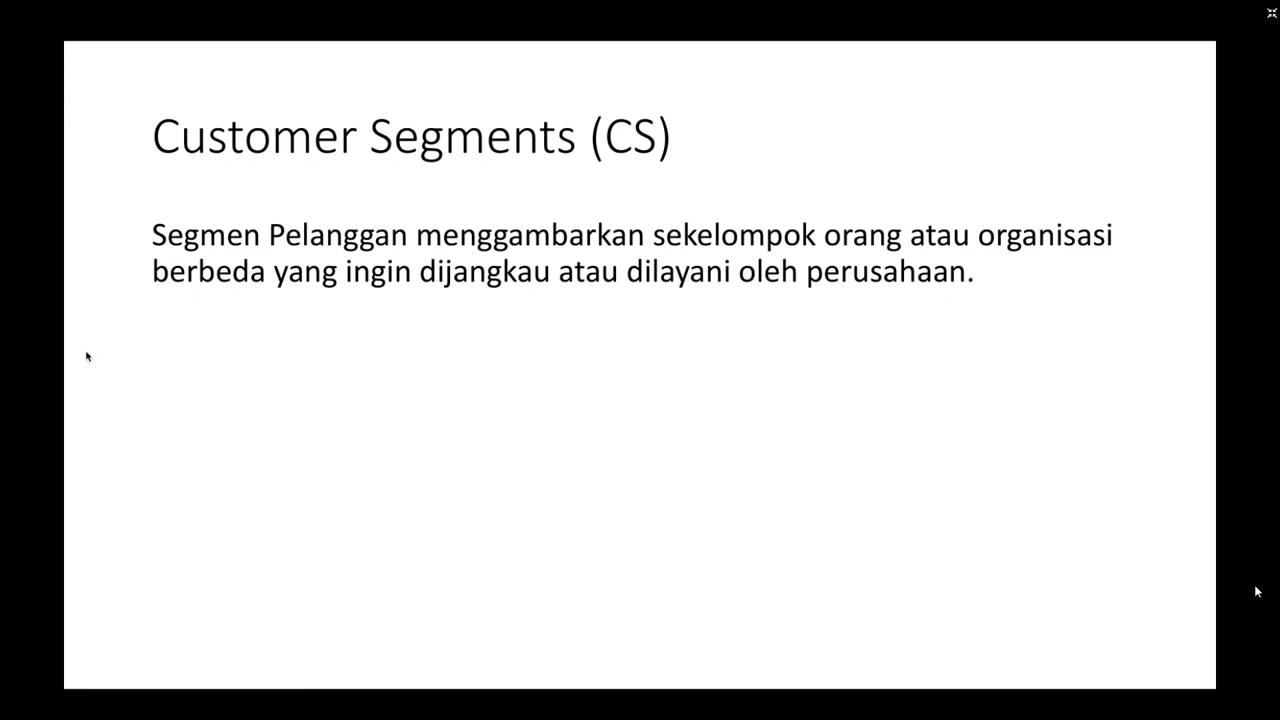 Customer Segments (CS)
Segmen Pelanggan menggambarkan sekelompok orang atau organisasi
berbeda yang ingin dijangkau atau dilayani oleh perusahaan.